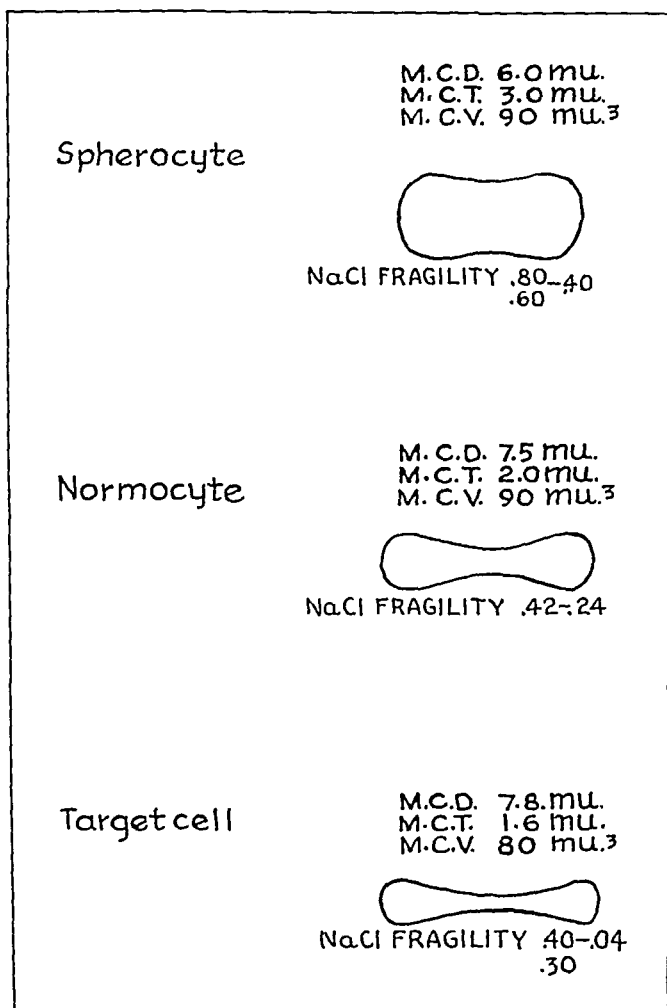 M.C.D. 6.0 mu.
M.C.T. 3.0 mu.
M.C.V. 90 mu.³
Spherocyte
NaCl FRAGILITY .80-.40
.60
M.C.D. 7.5 mu.
M.C.T. 2.0 mu.
M.C.V. 90 mu.³
Normocyte
NaCl FRAGILITY .42-.24
M.C.D. 7.8.mu.
M.C.T. 1.6 mu.
M.C.V. 80 mu.³
Target cell
NaCl FRAGILITY .40-.04
.30